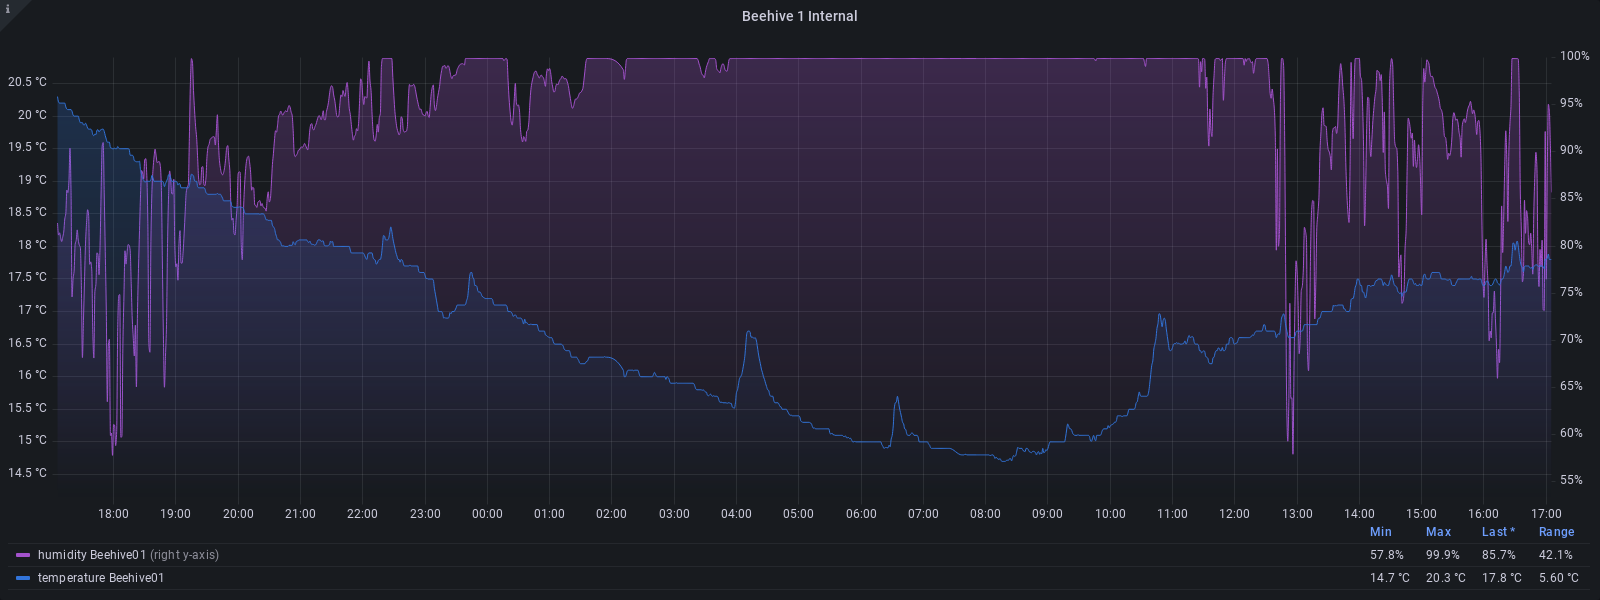 i
Beehive 1 Internal
20.5 °C
20 °C
19.5 °C
19 °C
18.5 °C
18 °C
17.5 °C
17 °C
16.5 °C
16 °C
15.5 °C
15 °C
14.5 °C
100%
95%
90%
85%
80%
75%
70%
65%
60%
55%
18:00 19:00 20:00 21:00 22:00 23:00 00:00 01:00 02:00 03:00 04:00 05:00 06:00 07:00 08:00 09:00 10:00 11:00 12:00 13:00 14:00 15:00 16:00 17:00
Min Max Last * Range
humidity Beehive01 (right y-axis) 57.8% 99.9% 85.7% 42.1%
temperature Beehive01 14.7 °C 20.3 °C 17.8 °C 5.60 °C